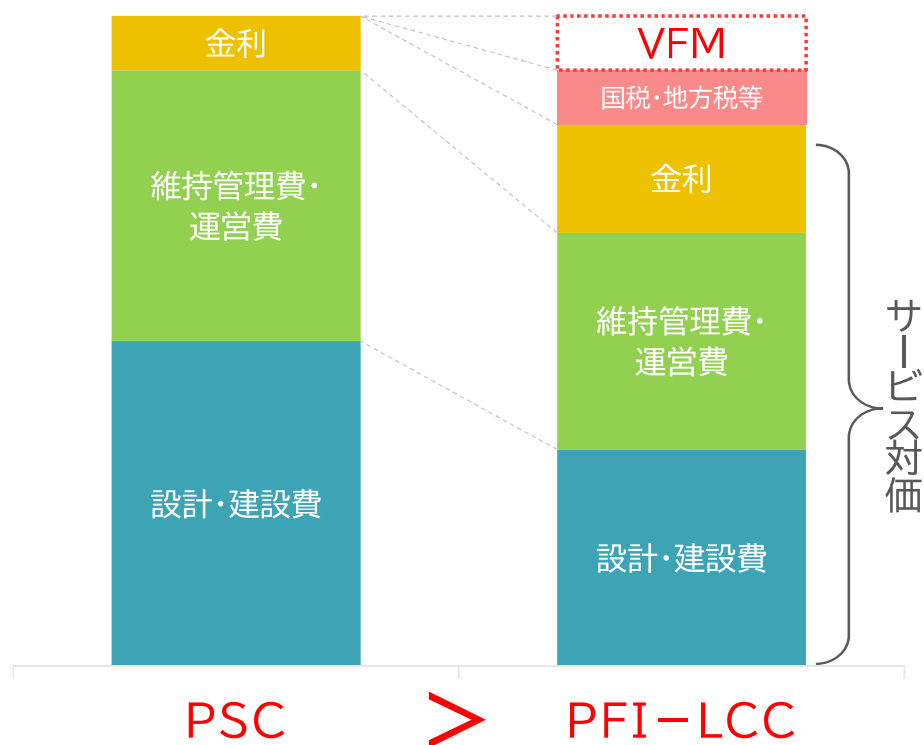 金利
維持管理費・
運営費
設計・建設費
VFM
国税・地方税等
金利
維持管理費・
運営費
設計・建設費
サービス対価
PSC > PFI－LCC